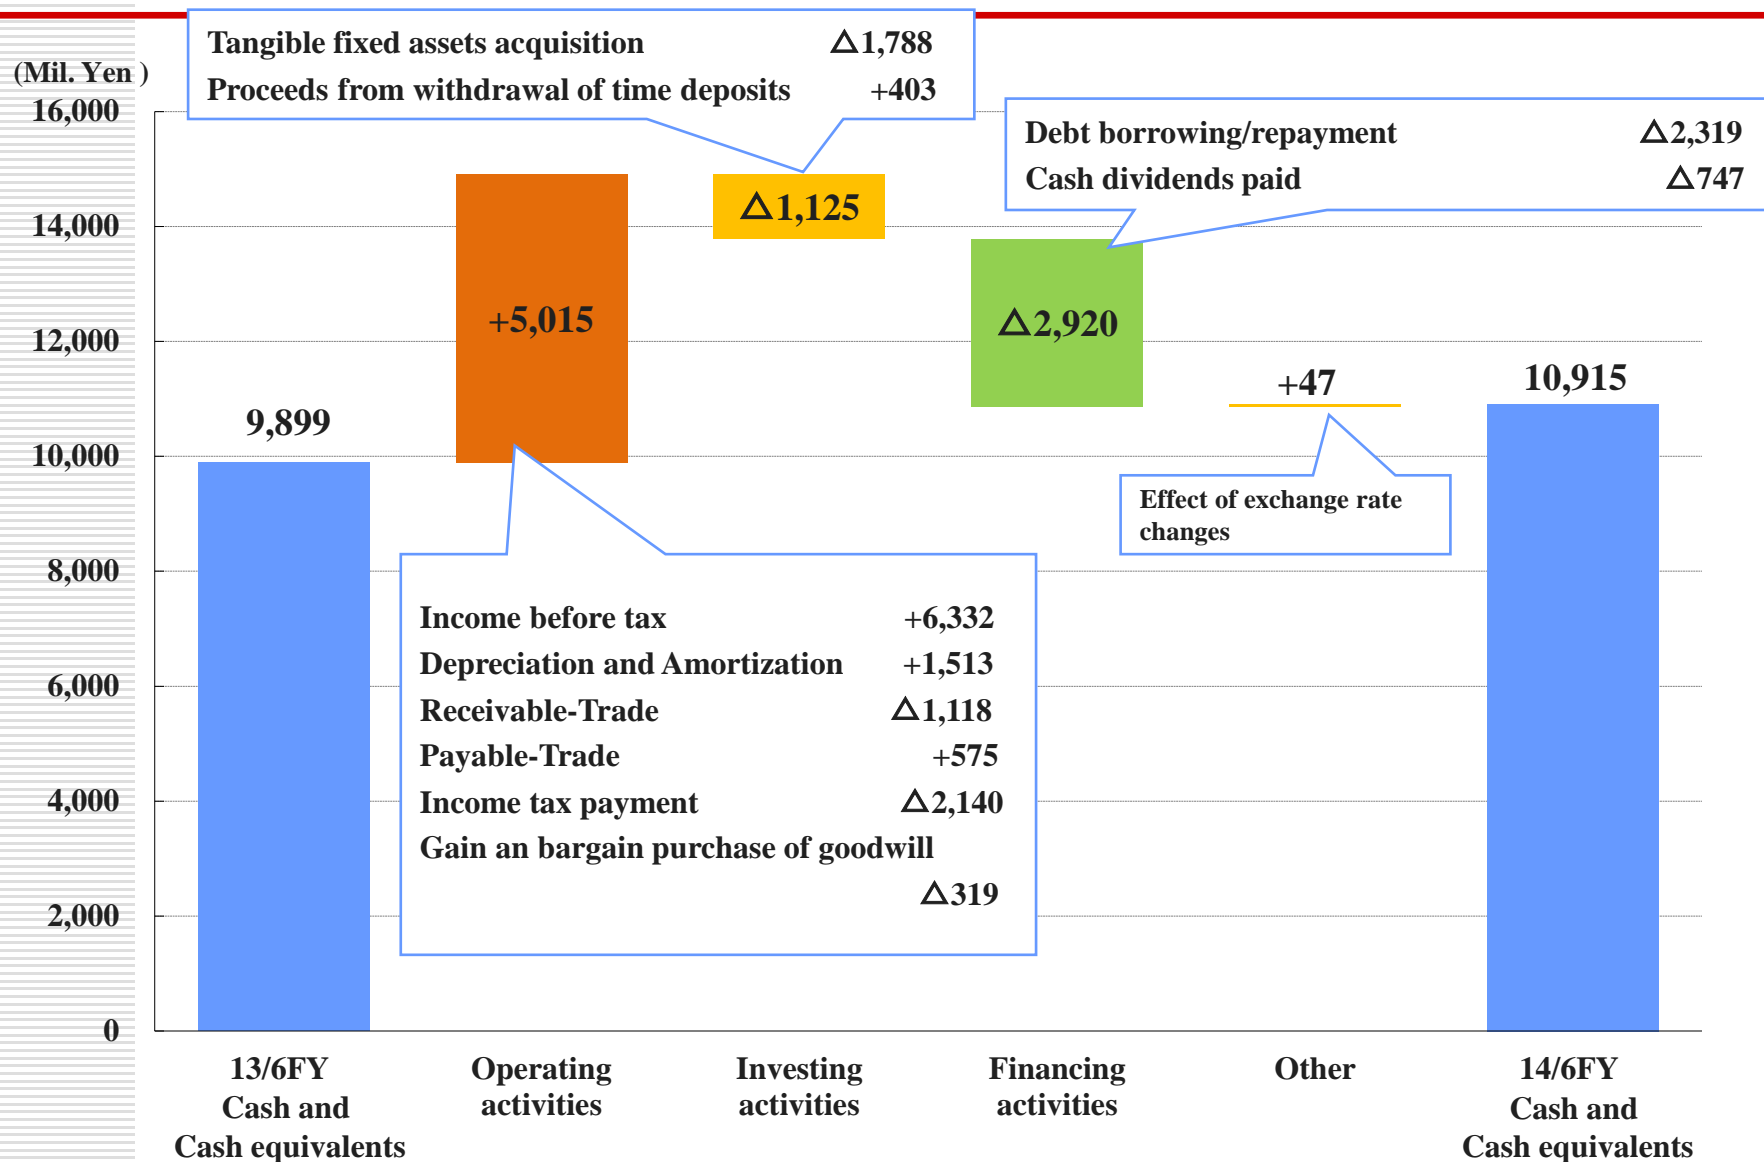 Tangible fixed assets acquisition △1,788
Proceeds from withdrawal of time deposits +403
(Mil. Yen )
Debt borrowing/repayment △2,319
Cash dividends paid △747
16,000
14,000
12,000
10,000
8,000
6,000
4,000
2,000
0
9,899
+5,015
△1,125
△2,920
+47
10,915
Effect of exchange rate
changes
Income before tax +6,332
Depreciation and Amortization +1,513
Receivable-Trade △1,118
Payable-Trade +575
Income tax payment △2,140
Gain an bargain purchase of goodwill
△319
13/6FY
Cash and
Cash equivalents
Operating
activities
Investing
activities
Financing
activities
Other
14/6FY
Cash and
Cash equivalents